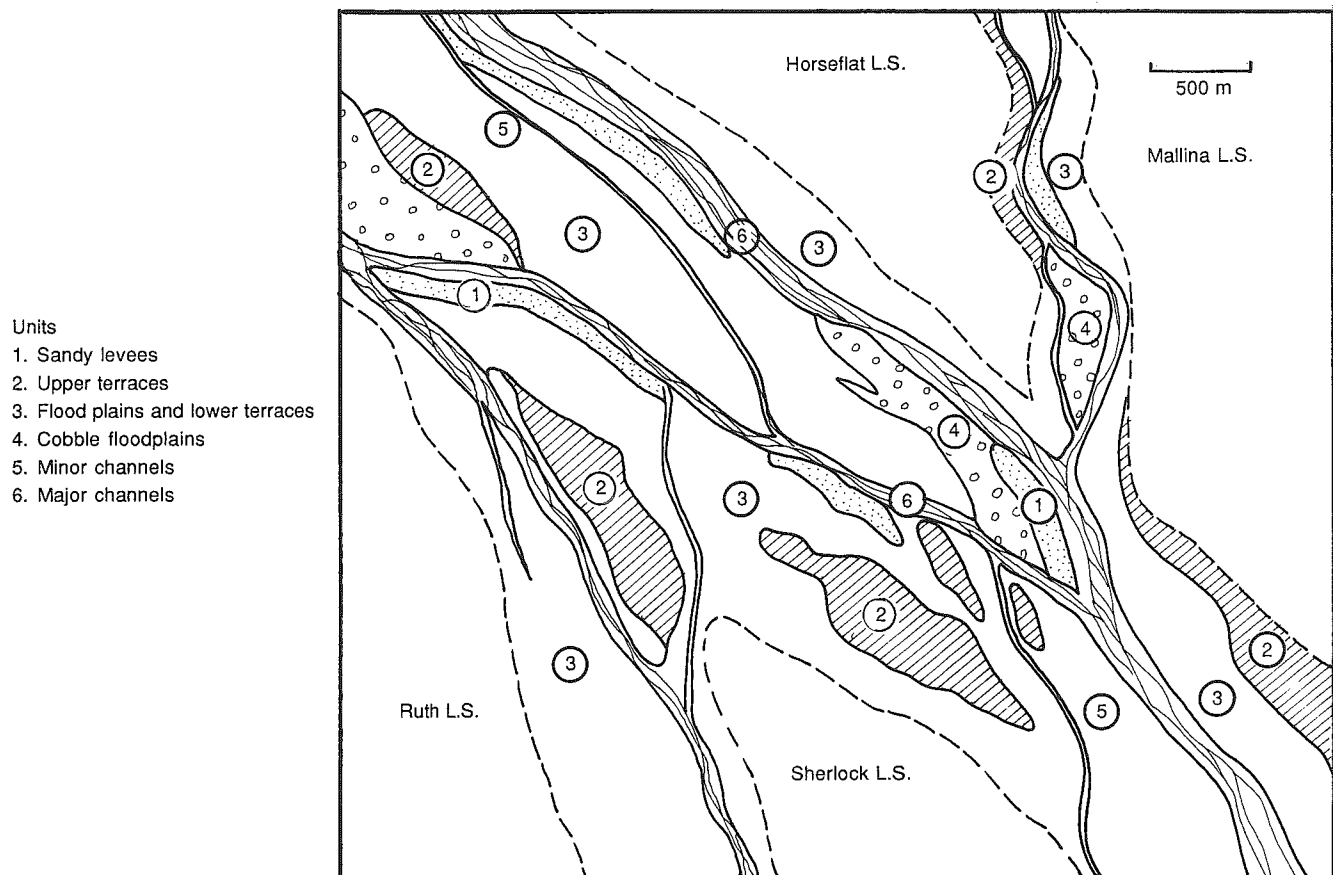 Horseflat L.S.
500 m
Mallina L.S.
5
2
2
3
3
6
3
1
4
Units
1. Sandy levees
2. Upper terraces
3. Flood plains and lower terraces
4. Cobble floodplains
5. Minor channels
6. Major channels
4
2
3
6
1
2
3
2
3
5
Ruth L.S.
Sherlock L.S.